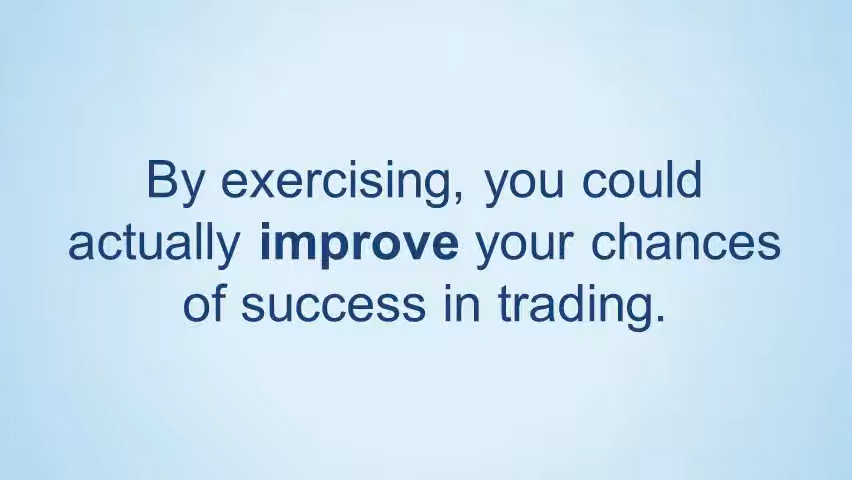 By exercising, you could
actually improve your chances
of success in trading.